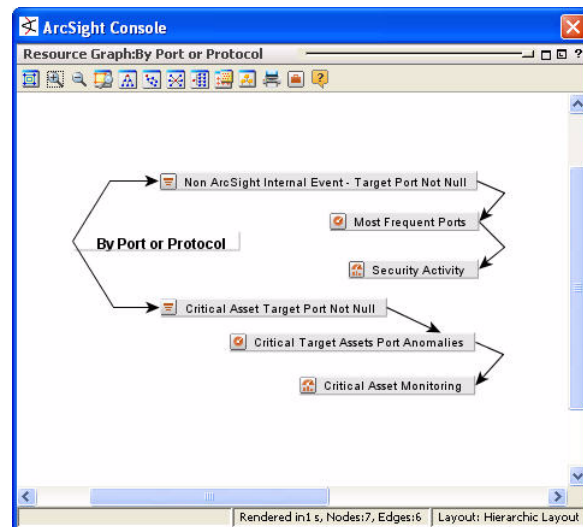 ArcSight Console
Resource Graph:By Port or Protocol
Non ArcSight Internal Event - Target Port Not Null
Most Frequent Ports
By Port or Protocol
Security Activity
Critical Asset Target Port Not Null
Critical Target Assets Port Anomalies
Critical Asset Monitoring
Rendered in1 s, Nodes:7, Edges:6 Layout: Hierarchic Layout